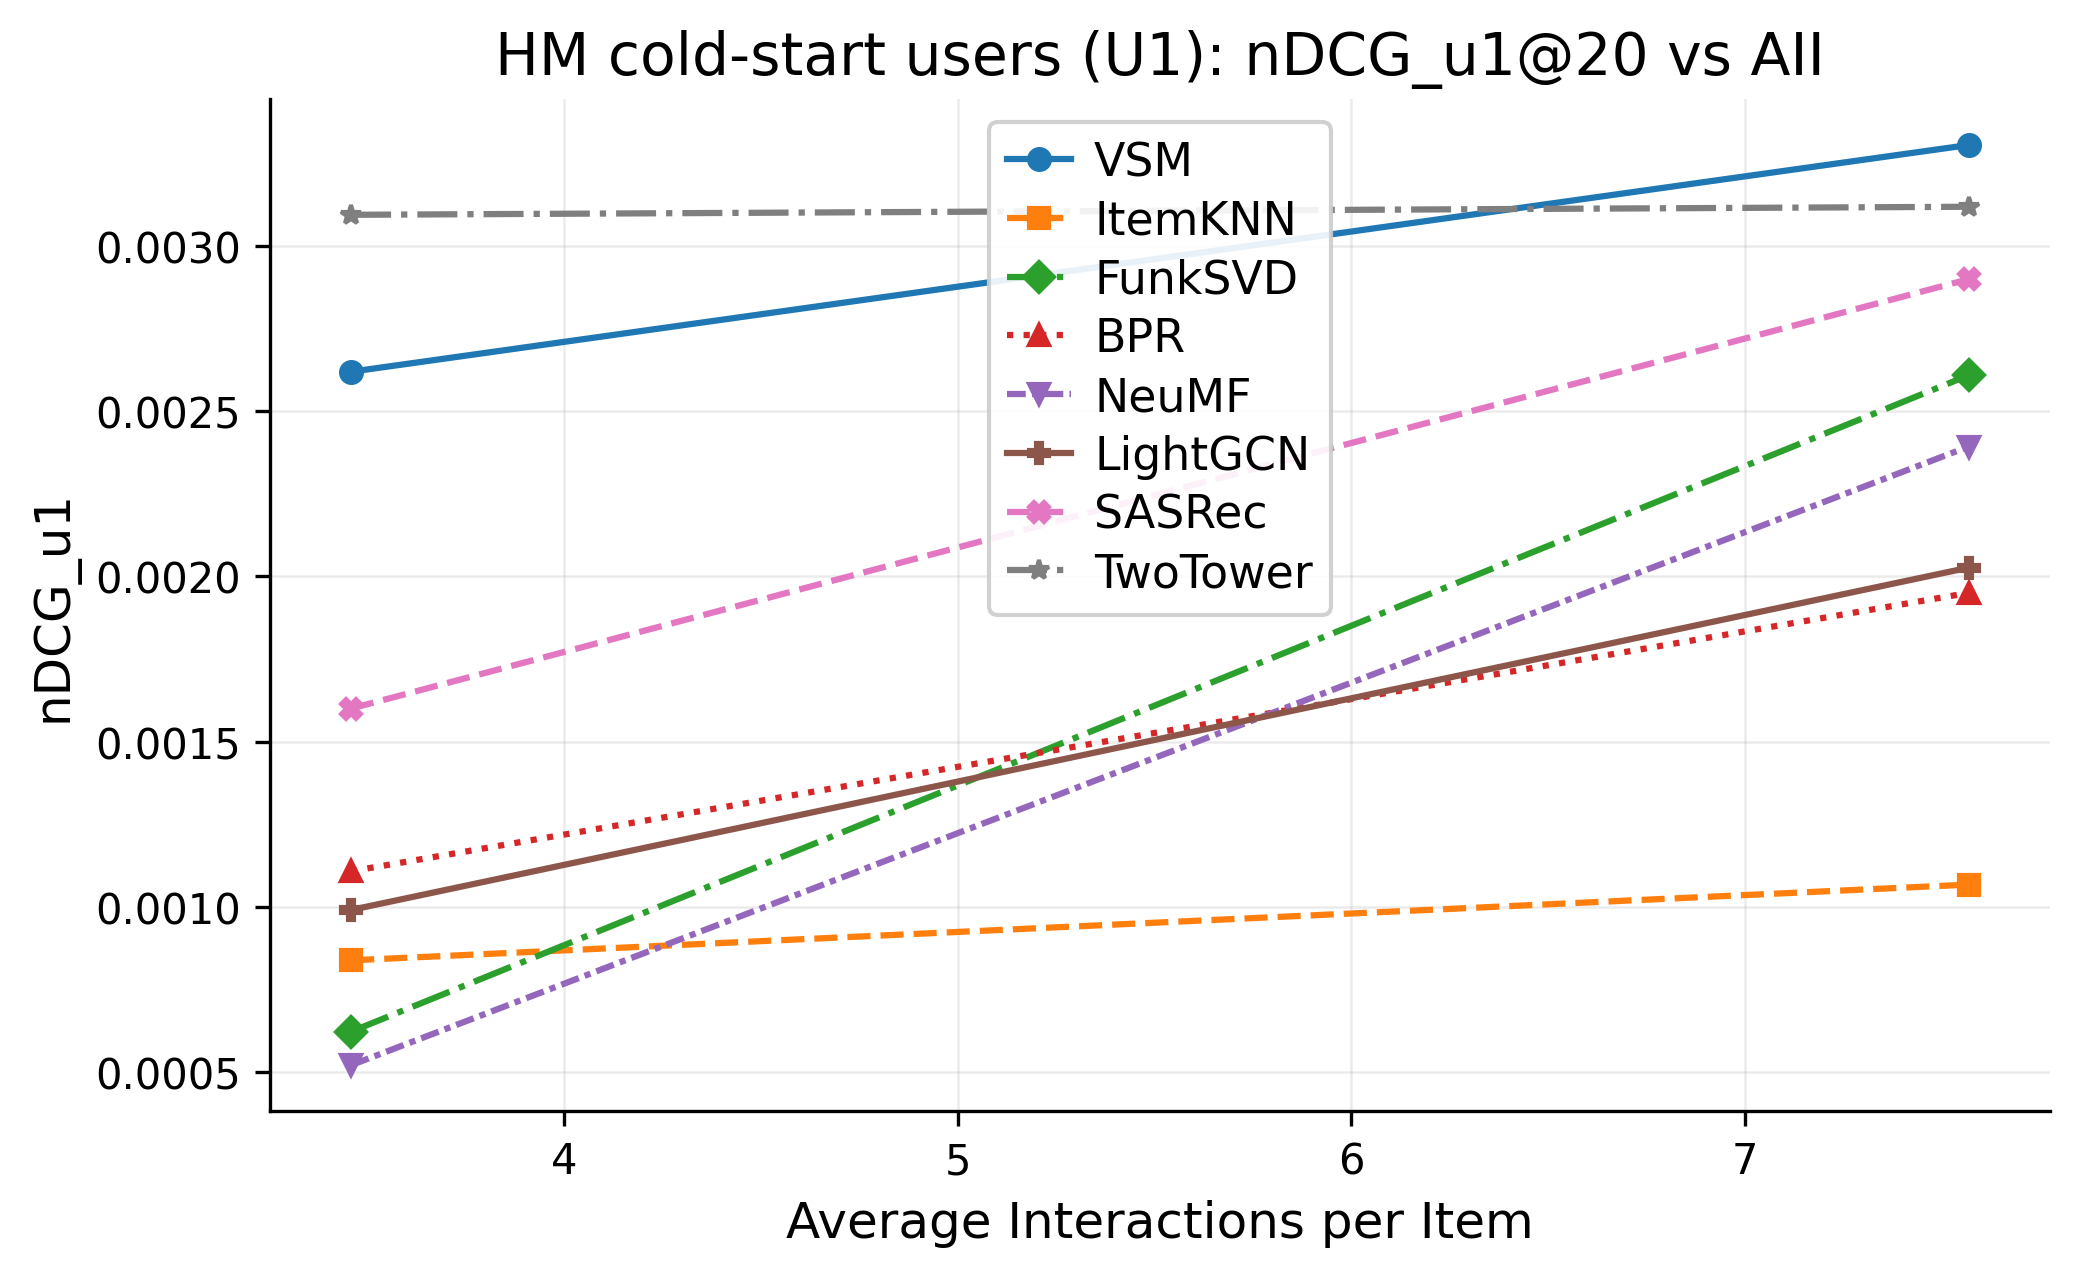 HM cold-start users (U1): nDCG_u1@20 vs AII
nDCG_u1
0.0030
0.0025
0.0020
0.0015
0.0010
0.0005
VSM
ItemKNN
FunkSVD
BPR
NeuMF
LightGCN
SASRec
TwoTower
4 5 6 7
Average Interactions per Item